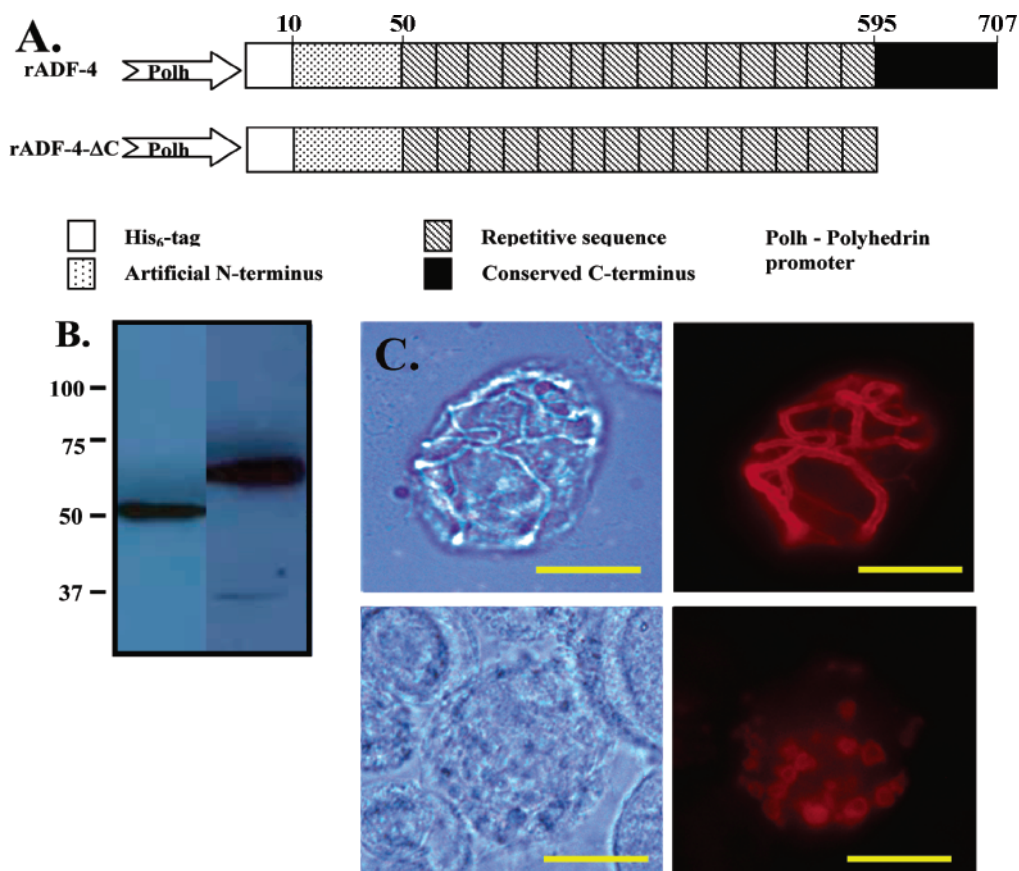 A.
10 50 595 707
rADF-4 Polh
rADF-4-ΔC Polh
His₆-tag
Artificial N-terminus
Repetitive sequence
Conserved C-terminus
Polh - Polyhedrin
promoter
B.
100
75
50
37
C.